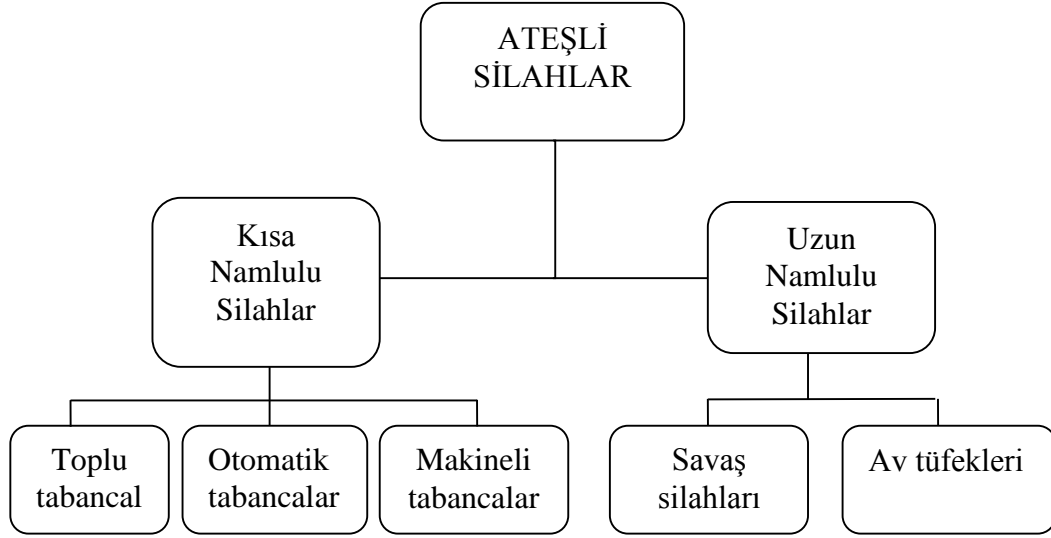 ATEŞLİ
SİLAHLAR
Kısa
Namlulu
Silahlar
Uzun
Namlulu
Silahlar
Toplu
tabancal
Otomatik
tabancalar
Makineli
tabancalar
Savaş
silahları
Av tüfekleri